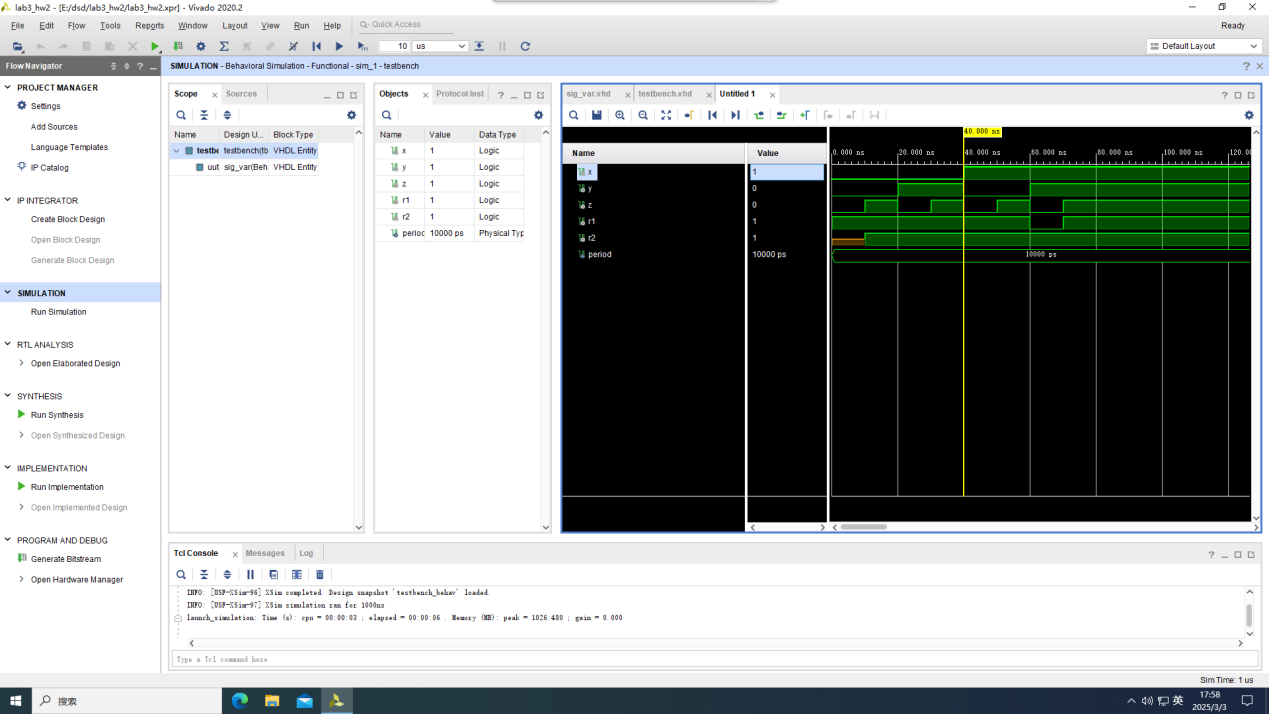 lab3_hw2 - [E:/dsd/lab3_hw2/lab3_hw2.xpr] - Vivado 2020.2
File Edit Flow Tools Reports Window Layout View Run Help Quick Access Ready
10 us Default Layout
Flow Navigator
SIMULATION - Behavioral Simulation - Functional - sim_1 - testbench
PROJECT MANAGER
Settings
Add Sources
Language Templates
IP Catalog
IP INTEGRATOR
Create Block Design
Open Block Design
Generate Block Design
SIMULATION
Run Simulation
RTL ANALYSIS
Open Elaborated Design
SYNTHESIS
Run Synthesis
Open Synthesized Design
IMPLEMENTATION
Run Implementation
Open Implemented Design
PROGRAM AND DEBUG
Generate Bitstream
Open Hardware Manager
Scope Sources
Name Design U... Block Type
testbe testbench(tb VHDL Entity
uut sig_var(Beh VHDL Entity
Objects Protocol Inst
Name Value Data Type
x 1 Logic
y 1 Logic
z 1 Logic
r1 1 Logic
r2 1 Logic
period 10000 ps Physical Typ
sig_var.vhd testbench.vhd Untitled 1
40.000 ns
Name Value
0.000 ns 20.000 ns 40.000 ns 60.000 ns 80.000 ns 100.000 ns 120.0
x 1
y 0
z 0
r1 1
r2 1
period 10000 ps 10000 ps
Tcl Console Messages Log
INFO: [USF-XSim-96] XSim completed. Design snapshot 'testbench_behav' loaded.
INFO: [USF-XSim-97] XSim simulation ran for 1000ns
launch_simulation: Time (s): cpu = 00:00:03 ; elapsed = 00:00:06 . Memory (MB): peak = 1026.480 ; gain = 0.000
Type a Tcl command here
Sim Time: 1 us
搜索
英
17:58
2025/3/3